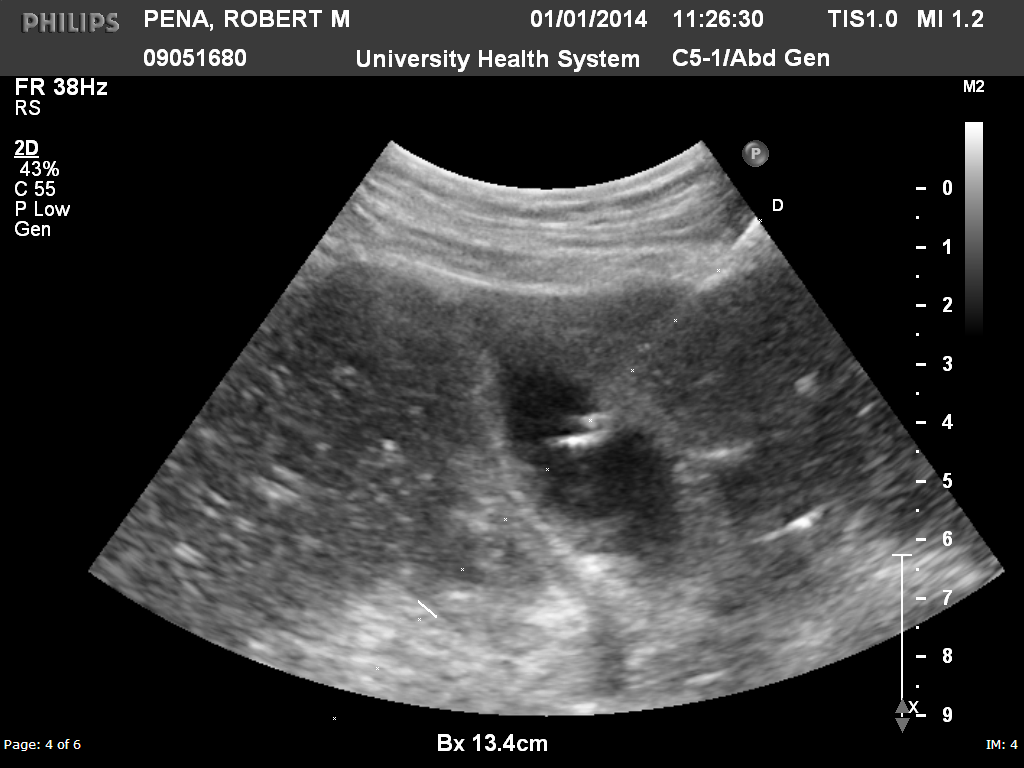 PHILIPS
PENA, ROBERT M 01/01/2014 11:26:30 TIS1.0 MI 1.2
09051680 University Health System C5-1/Abd Gen
FR 38Hz
RS
M2
2D
43%
C 55
P Low
Gen
P
D
0
1
2
3
4
5
6
7
8
X
9
Bx 13.4cm
Page: 4 of 6
IM: 4